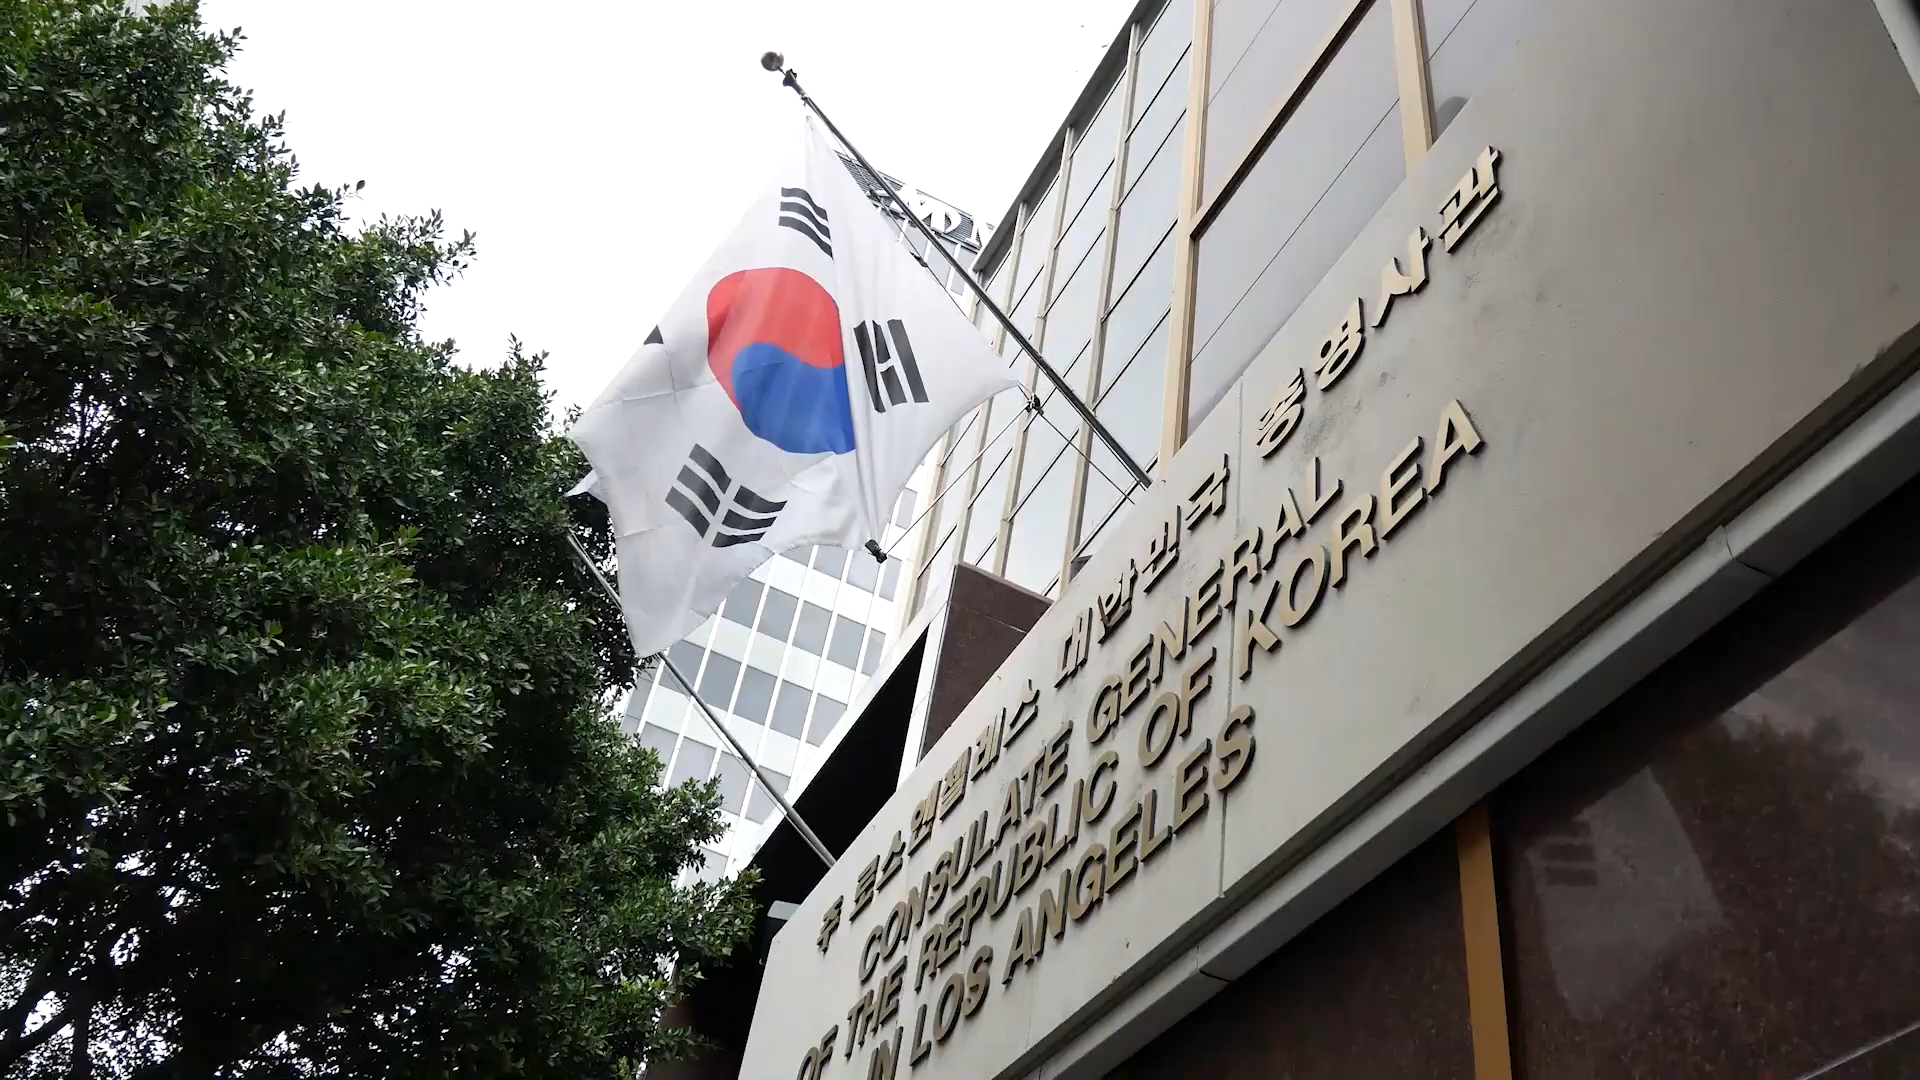 주 로스앤젤레스 대한민국 총영사관
CONSULATE GENERAL
OF THE REPUBLIC OF KOREA
IN LOS ANGELES